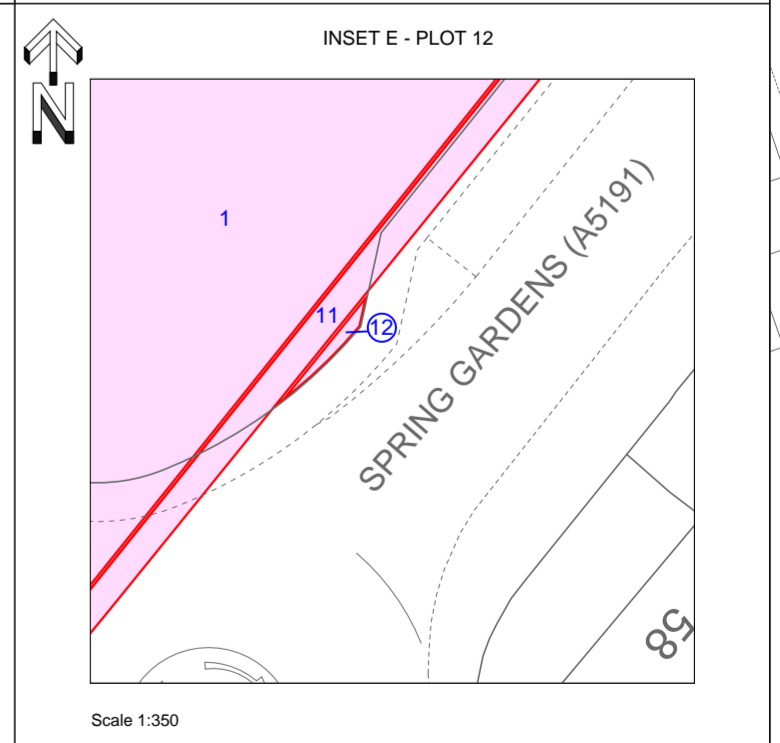 INSET E - PLOT 12
N
1
11
12
SPRING GARDENS (A5191)
58
Scale 1:350